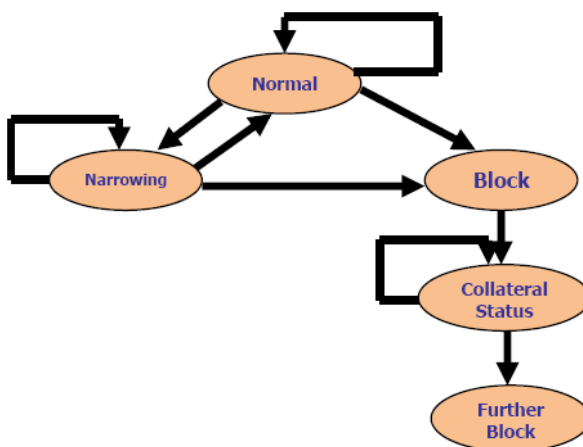 Normal
Narrowing
Block
Collateral
Status
Further
Block